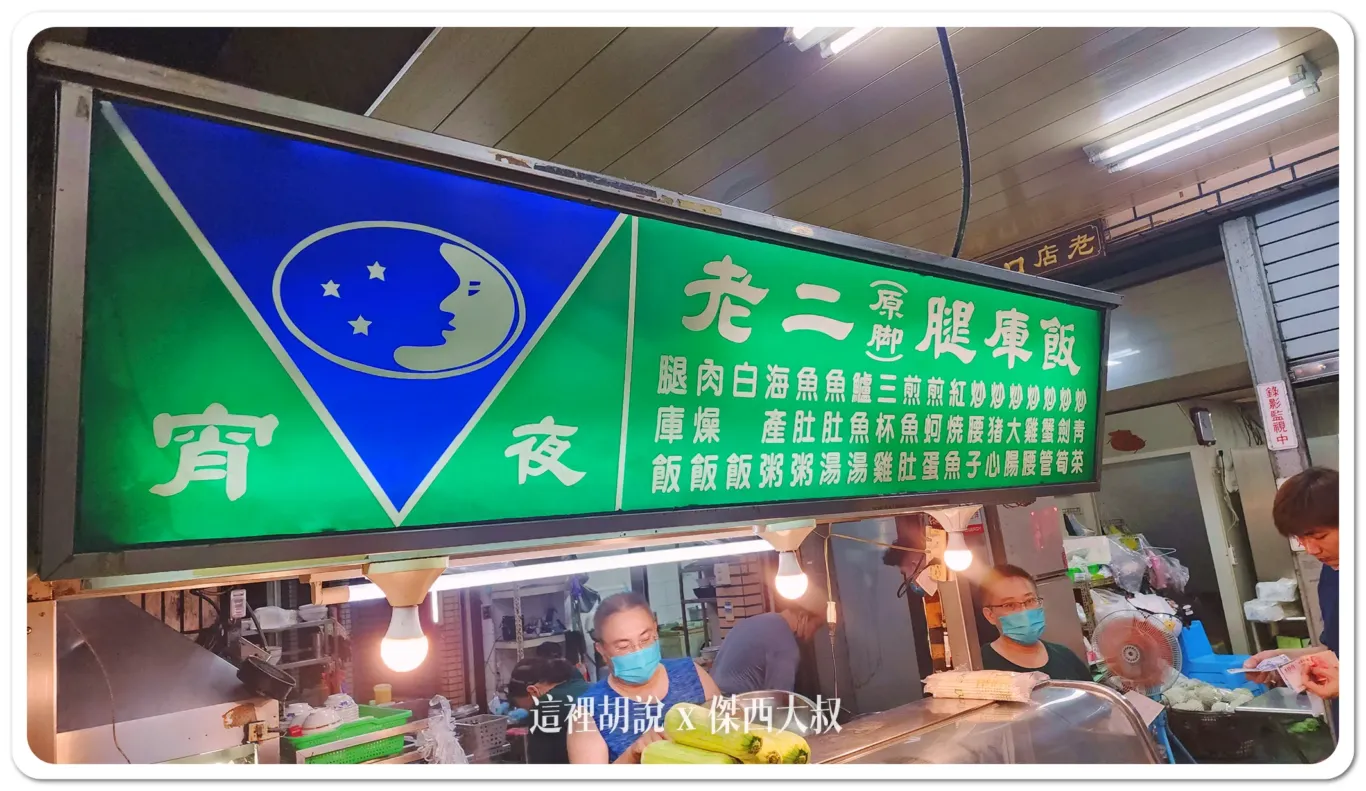 宵夜
老二(原脚)腿庫飯
腿庫飯
肉燥飯
白飯
海產粥
魚肚粥
魚肚湯
鱸魚湯
三杯雞
煎魚肚
煎蚵蛋
紅燒魚
炒腰子
炒豬心
炒大腸
炒雞腰
炒蟹管
炒劍筍
炒青菜
老店
錄影監視中
這裡胡說 x 傑西大叔